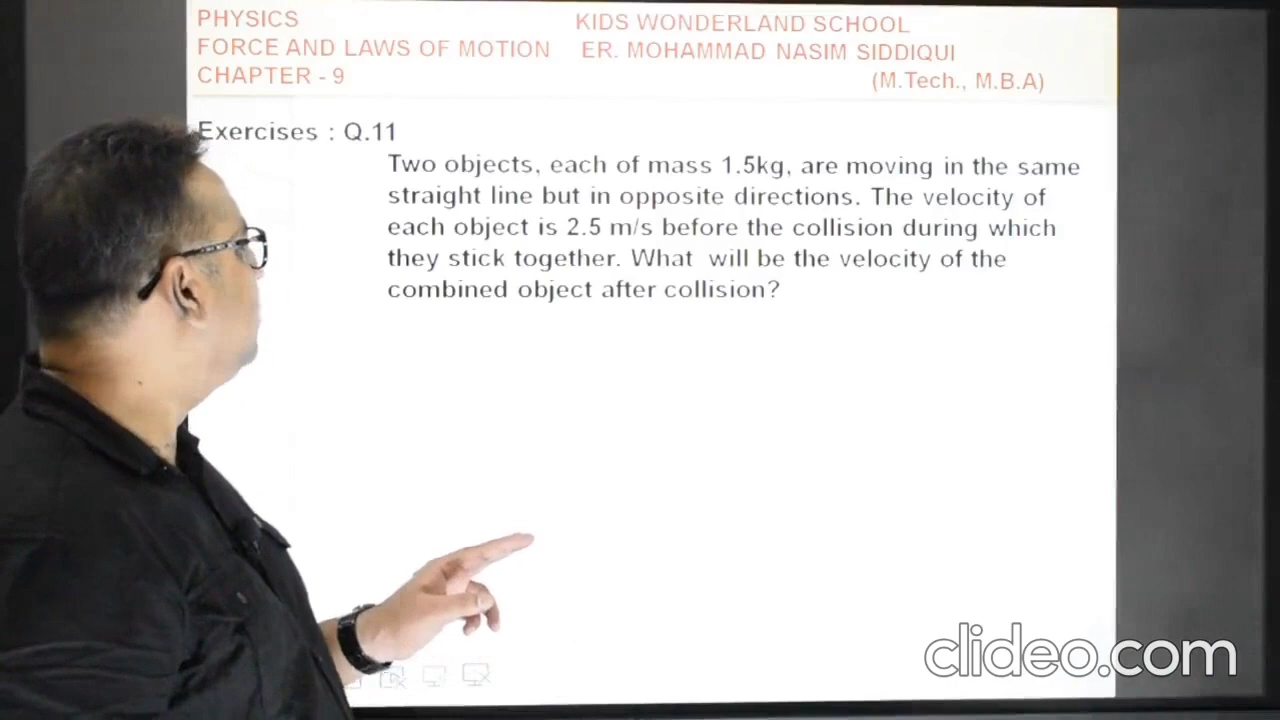 PHYSICS KIDS WONDERLAND SCHOOL
FORCE AND LAWS OF MOTION ER. MOHAMMAD NASIM SIDDIQUI
CHAPTER - 9 (M.Tech., M.B.A)
Exercises : Q.11
Two objects, each of mass 1.5kg, are moving in the same
straight line but in opposite directions. The velocity of
each object is 2.5 m/s before the collision during which
they stick together. What will be the velocity of the
combined object after collision?
clideo.com